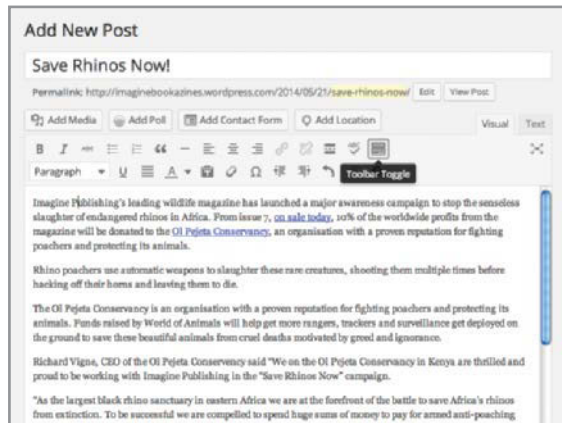 Add New Post
Save Rhinos Now!
Permalink: http://imaginebookazines.wordpress.com/2014/05/21/save-rhinos-now/ Edit View Post
Add Media Add Poll Add Contact Form Add Location Visual Text
B I ABC
Paragraph U A Ω Toolbar Toggle
Imagine Publishing's leading wildlife magazine has launched a major awareness campaign to stop the senseless
slaughter of endangered rhinos in Africa. From issue 7, on sale today, 10% of the worldwide profits from the
magazine will be donated to the Ol Pejeta Conservancy, an organisation with a proven reputation for fighting
poachers and protecting its animals.
Rhino poachers use automatic weapons to slaughter these rare creatures, shooting them multiple times before
hacking off their horns and leaving them to die.
The Ol Pejeta Conservancy is an organisation with a proven reputation for fighting poachers and protecting its
animals. Funds raised by World of Animals will help get more rangers, trackers and surveillance get deployed on
the ground to save these beautiful animals from cruel deaths motivated by greed and ignorance.
Richard Vigne, CEO of the Ol Pejeta Conservency said "We on the Ol Pejeta Conservancy in Kenya are thrilled and
proud to be working with Imagine Publishing in the "Save Rhinos Now" campaign.
"As the largest black rhino sanctuary in eastern Africa we are at the forefront of the battle to save Africa's rhinos
from extinction. To be successful we are compelled to spend huge sums of money to pay for armed anti-poaching